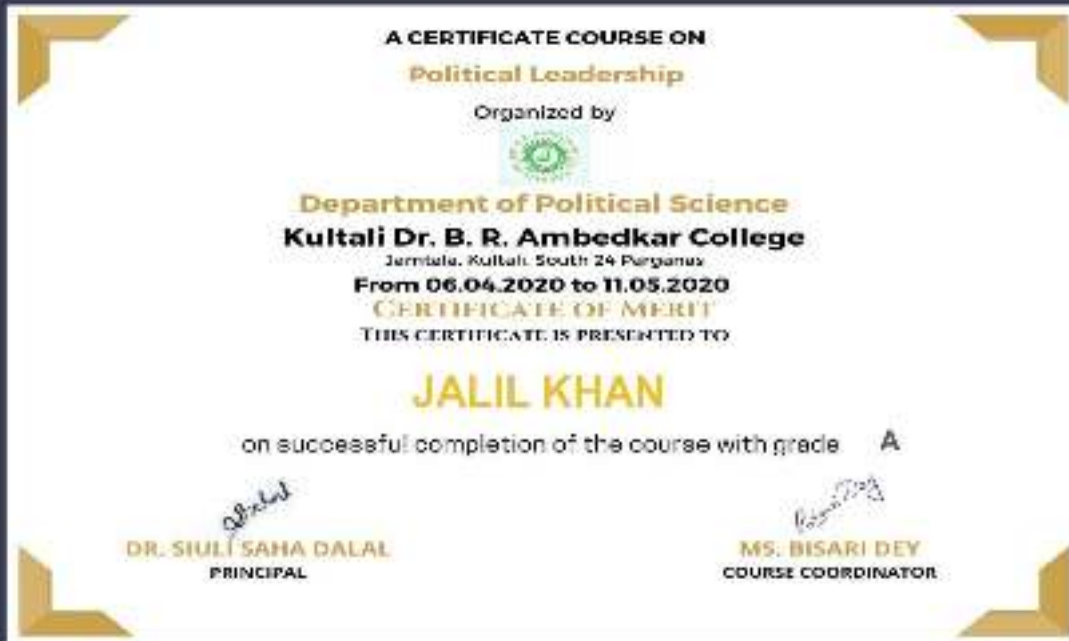 A CERTIFICATE COURSE ON
Political Leadership
Organized by
Department of Political Science
Kultali Dr. B. R. Ambedkar College
Jamtala, Kultali, South 24 Parganas
From 06.04.2020 to 11.05.2020
CERTIFICATE OF MERIT
THIS CERTIFICATE IS PRESENTED TO
JALIL KHAN
on successful completion of the course with grade A
DR. SIULI SAHA DALAL
PRINCIPAL
MS. BISARI DEY
COURSE COORDINATOR